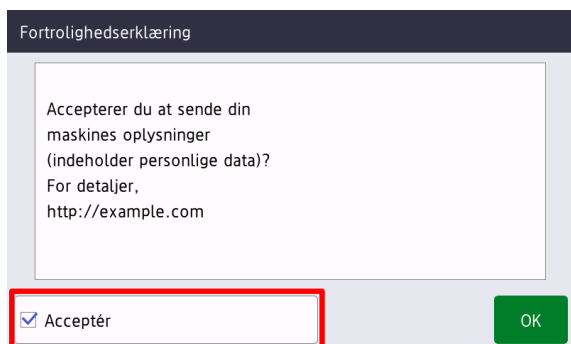 Fortrolighedserklæring
Accepterer du at sende din
maskines oplysninger
(indeholder personlige data)?
For detaljer,
http://example.com
Acceptér
OK